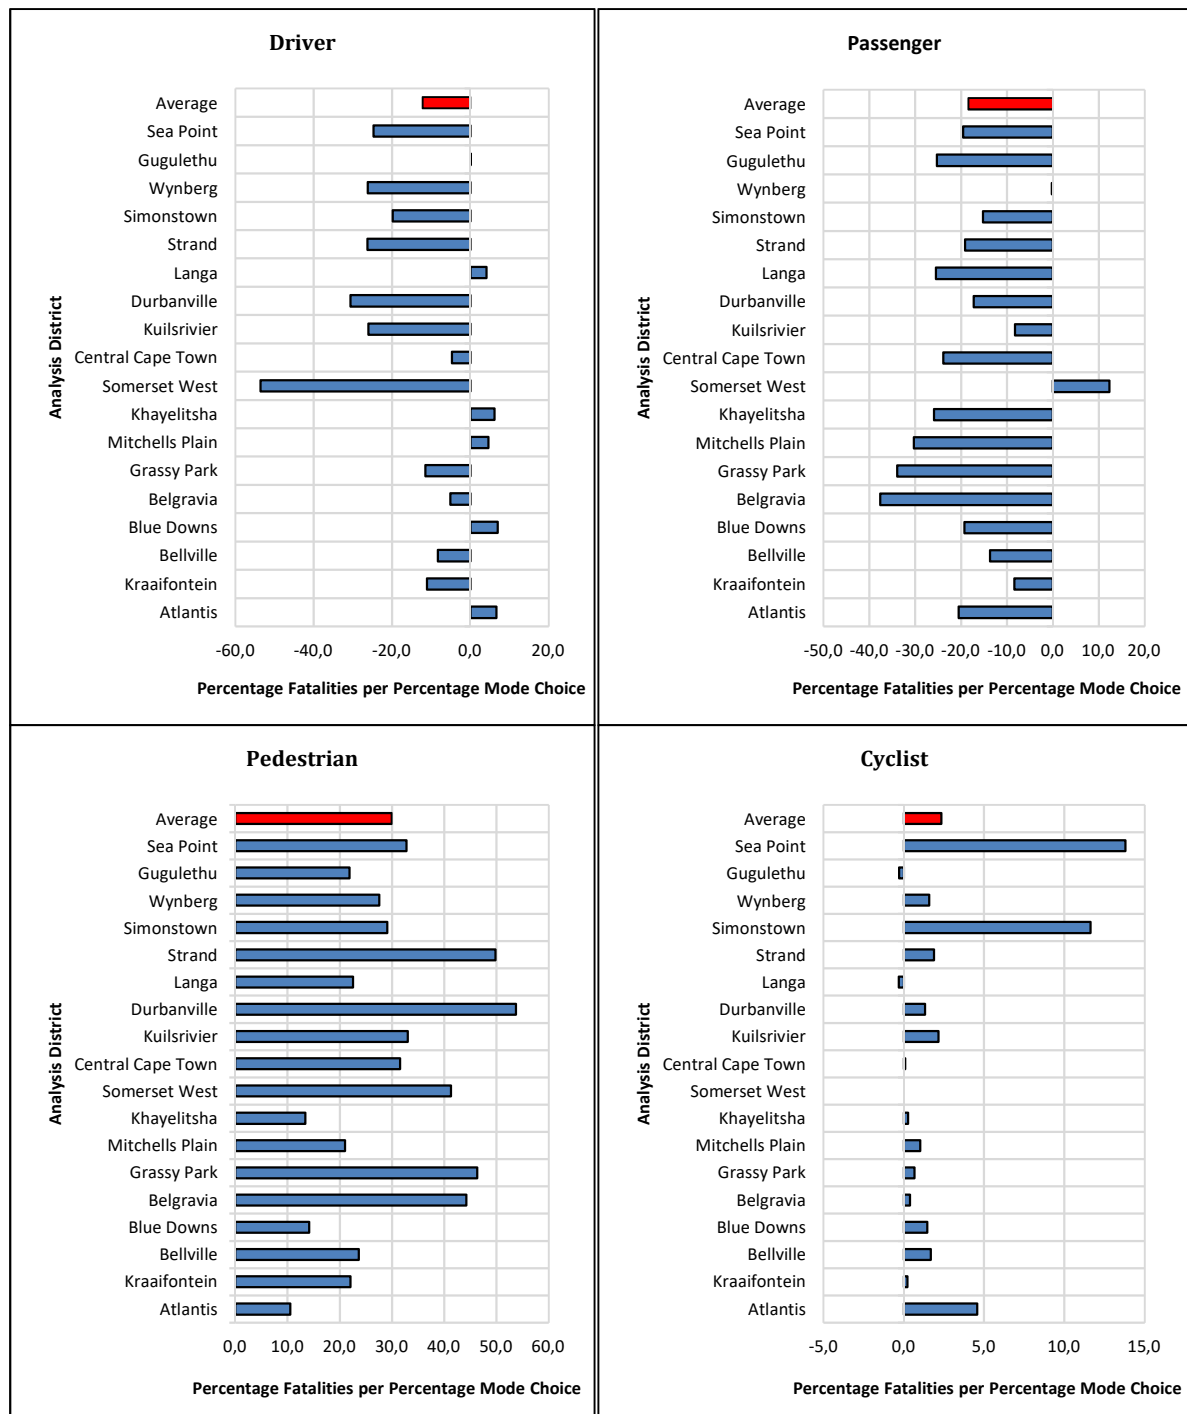 Driver
Average
Sea Point
Gugulethu
Wynberg
Simonstown
Strand
Langa
Durbanville
Kuilsrivier
Central Cape Town
Somerset West
Khayelitsha
Mitchells Plain
Grassy Park
Belgravia
Blue Downs
Bellville
Kraaifontein
Atlantis
Analysis District
-60,0 -40,0 -20,0 0,0 20,0
Percentage Fatalities per Percentage Mode Choice
Passenger
Average
Sea Point
Gugulethu
Wynberg
Simonstown
Strand
Langa
Durbanville
Kuilsrivier
Central Cape Town
Somerset West
Khayelitsha
Mitchells Plain
Grassy Park
Belgravia
Blue Downs
Bellville
Kraaifontein
Atlantis
Analysis District
-50,0 -40,0 -30,0 -20,0 -10,0 0,0 10,0 20,0
Percentage Fatalities per Percentage Mode Choice
Pedestrian
Average
Sea Point
Gugulethu
Wynberg
Simonstown
Strand
Langa
Durbanville
Kuilsrivier
Central Cape Town
Somerset West
Khayelitsha
Mitchells Plain
Grassy Park
Belgravia
Blue Downs
Bellville
Kraaifontein
Atlantis
Analysis District
0,0 10,0 20,0 30,0 40,0 50,0 60,0
Percentage Fatalities per Percentage Mode Choice
Cyclist
Average
Sea Point
Gugulethu
Wynberg
Simonstown
Strand
Langa
Durbanville
Kuilsrivier
Central Cape Town
Somerset West
Khayelitsha
Mitchells Plain
Grassy Park
Belgravia
Blue Downs
Bellville
Kraaifontein
Atlantis
Analysis District
-5,0 0,0 5,0 10,0 15,0
Percentage Fatalities per Percentage Mode Choice